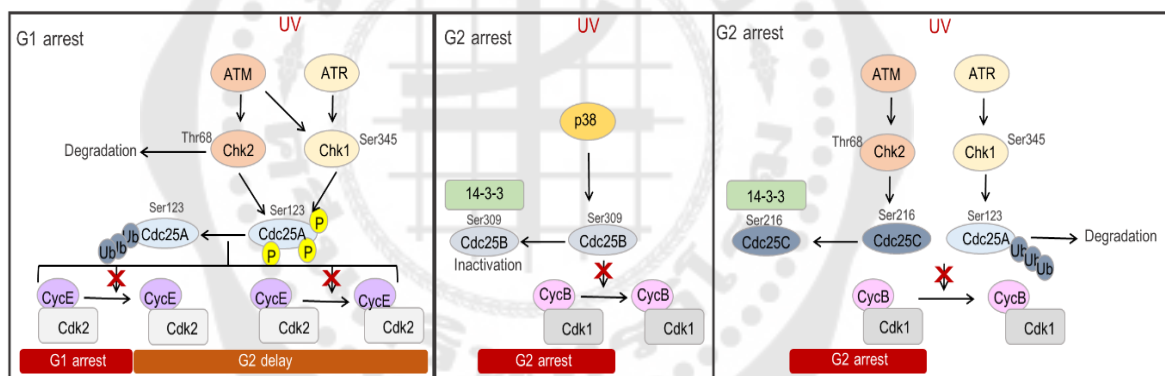 G1 arrest
UV
ATM
ATR
Thr68
Chk2
Chk1
Ser345
Degradation
Ser123
Ser123
Cdc25A
Cdc25A
P
P
P
Ub
Ub
Ub
CycE
CycE
CycE
CycE
Cdk2
Cdk2
Cdk2
Cdk2
G1 arrest
G2 delay
G2 arrest
UV
p38
14-3-3
Ser309
Ser309
Cdc25B
Cdc25B
Inactivation
CycB
CycB
Cdk1
Cdk1
G2 arrest
G2 arrest
UV
ATM
ATR
Thr68
Chk2
Chk1
Ser345
14-3-3
Ser216
Ser216
Ser123
Cdc25C
Cdc25C
Cdc25A
Ub
Ub
Ub
Degradation
CycB
CycB
Cdk1
Cdk1
G2 arrest